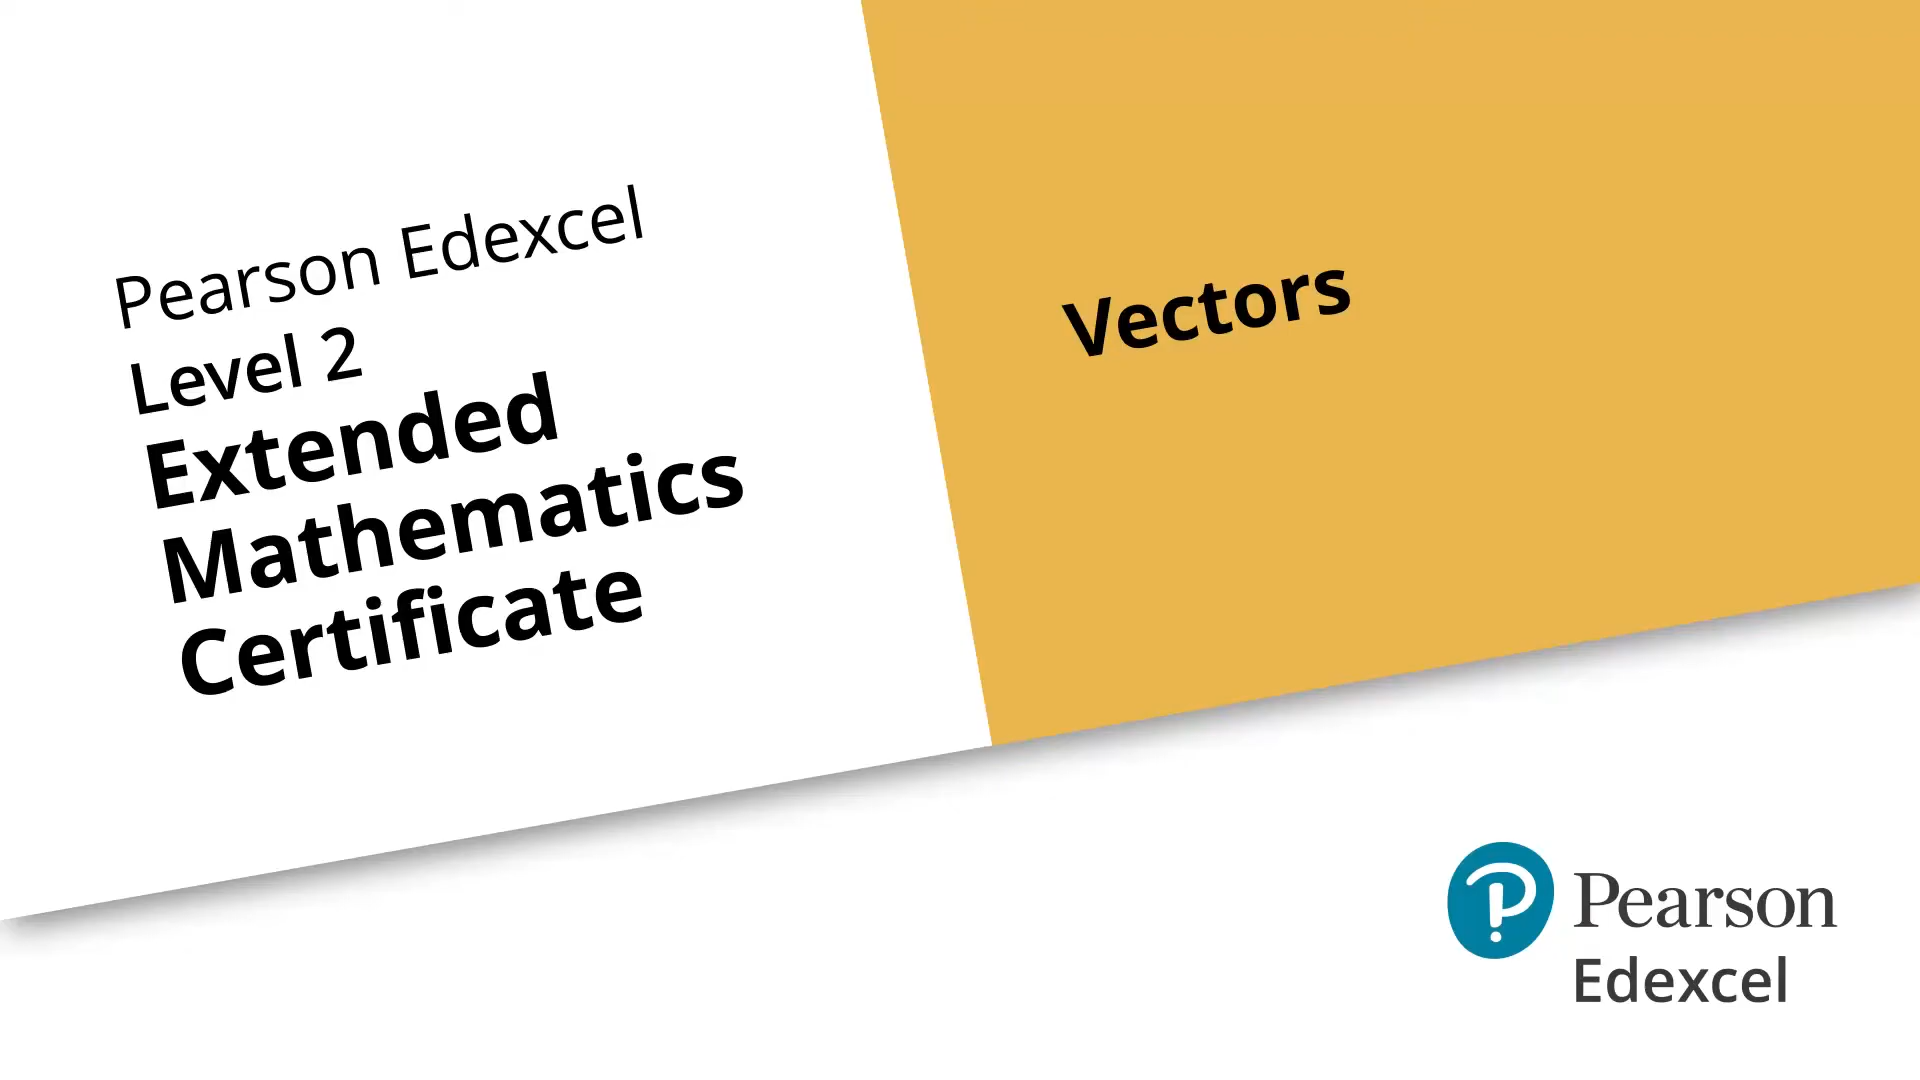 Pearson Edexcel
Level 2
Extended
Mathematics
Certificate
Vectors
Pearson
Edexcel